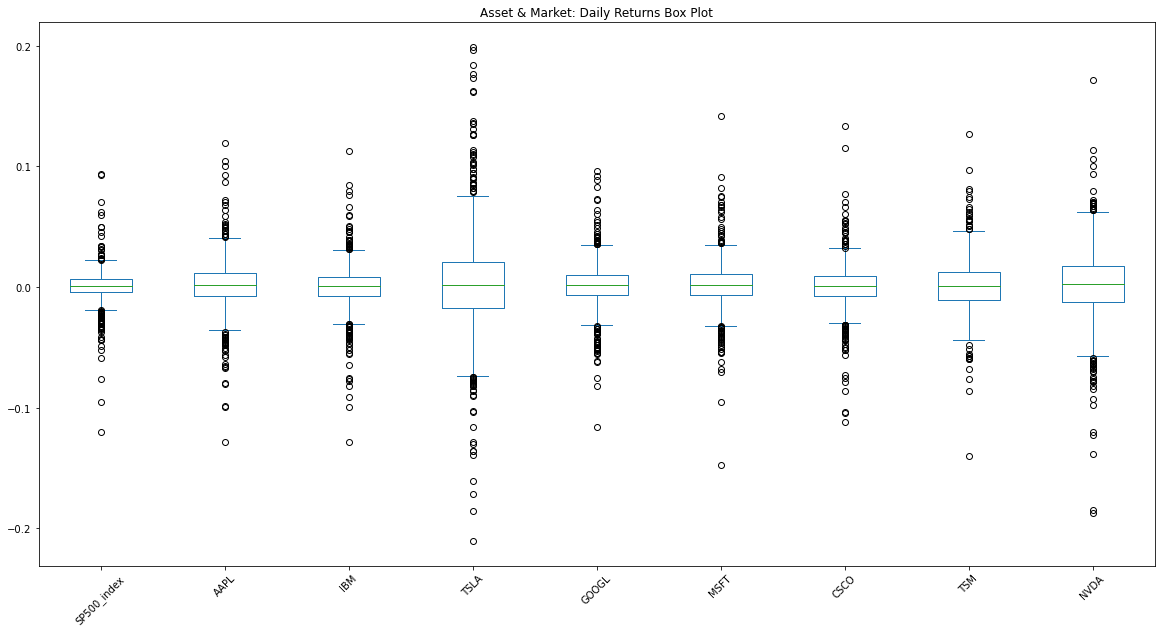 Asset & Market: Daily Returns Box Plot
0.2
0.1
0.0
−0.1
−0.2
SP500_index
AAPL
IBM
TSLA
GOOGL
MSFT
CSCO
TSM
NVDA